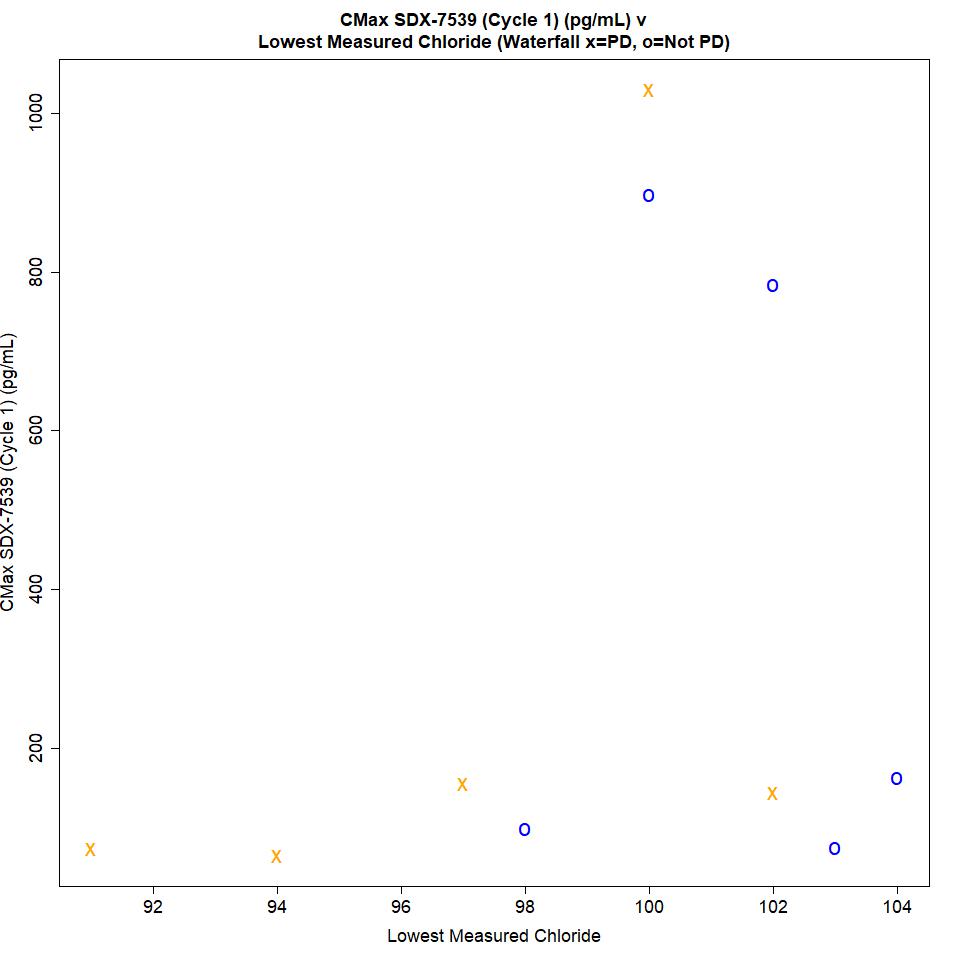 CMax SDX-7539 (Cycle 1) (pg/mL) v
Lowest Measured Chloride (Waterfall x=PD, o=Not PD)
CMax SDX-7539 (Cycle 1) (pg/mL)
1000
800
600
400
200
x
o
o
x
o
x
o
x
o
x
92
94
96
98
100
102
104
Lowest Measured Chloride